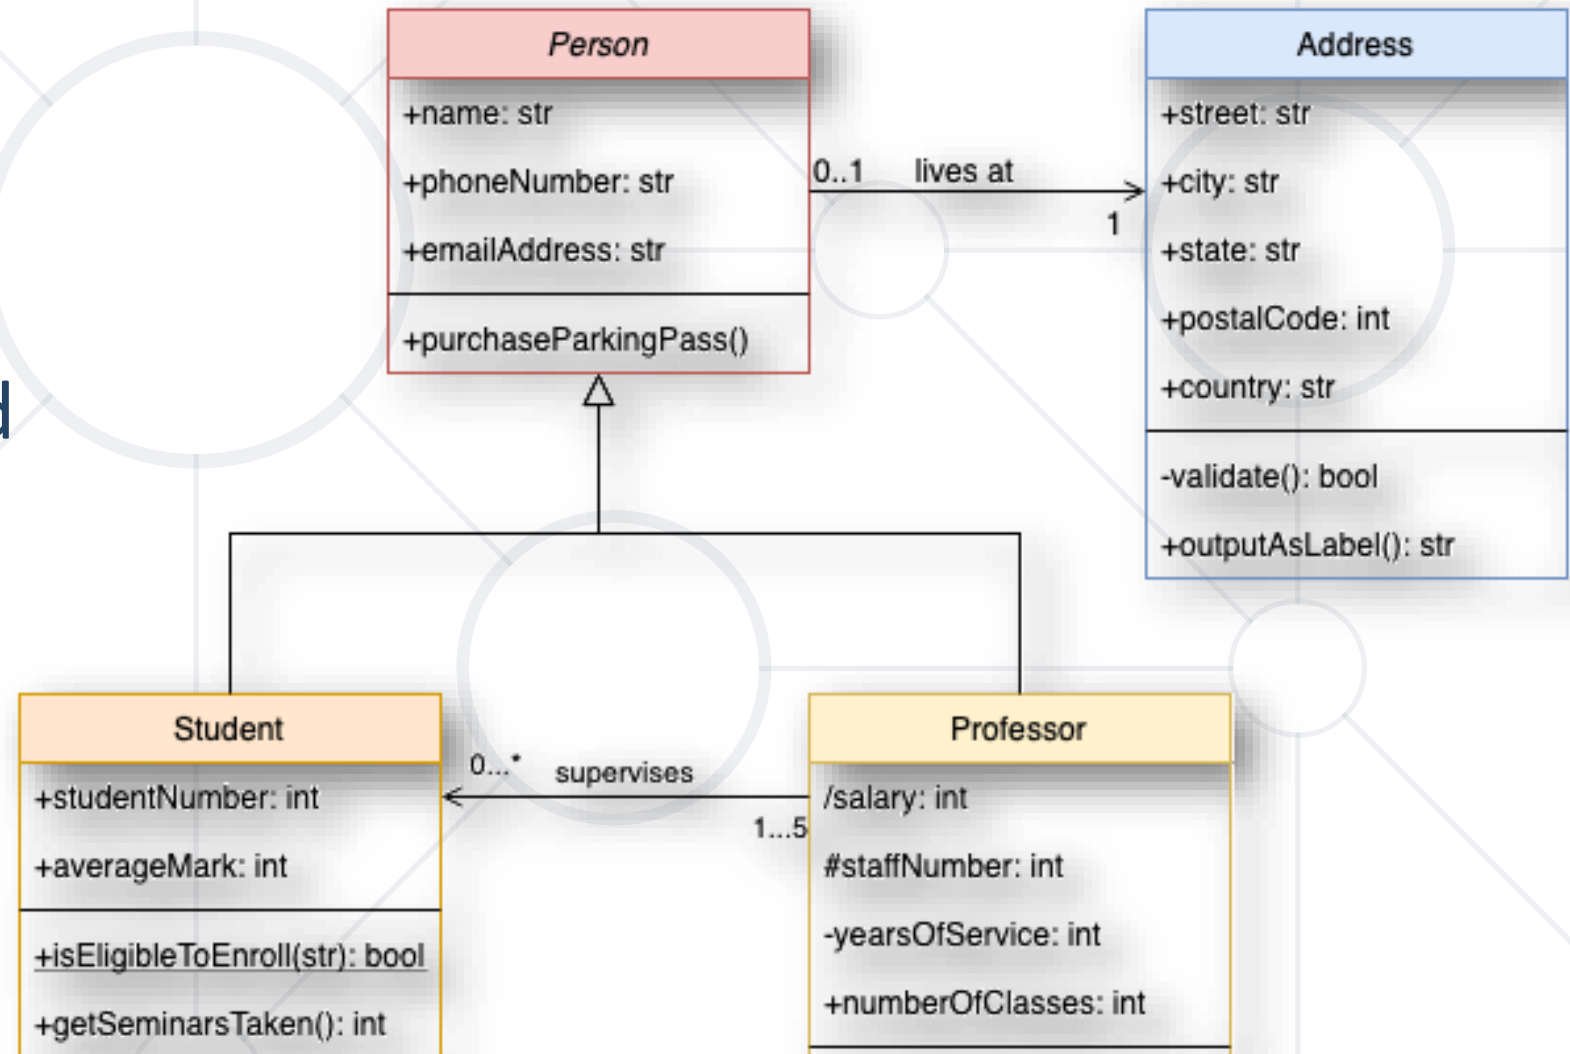 Person
+name: str
+phoneNumber: str
+emailAddress: str
+purchaseParkingPass()
0..1
lives at
1
Address
+street: str
+city: str
+state: str
+postalCode: int
+country: str
-validate(): bool
+outputAsLabel(): str
Student
+studentNumber: int
+averageMark: int
+isEligibleToEnroll(str): bool
+getSeminarsTaken(): int
0...*
supervises
1...5
Professor
/salary: int
#staffNumber: int
-yearsOfService: int
+numberOfClasses: int